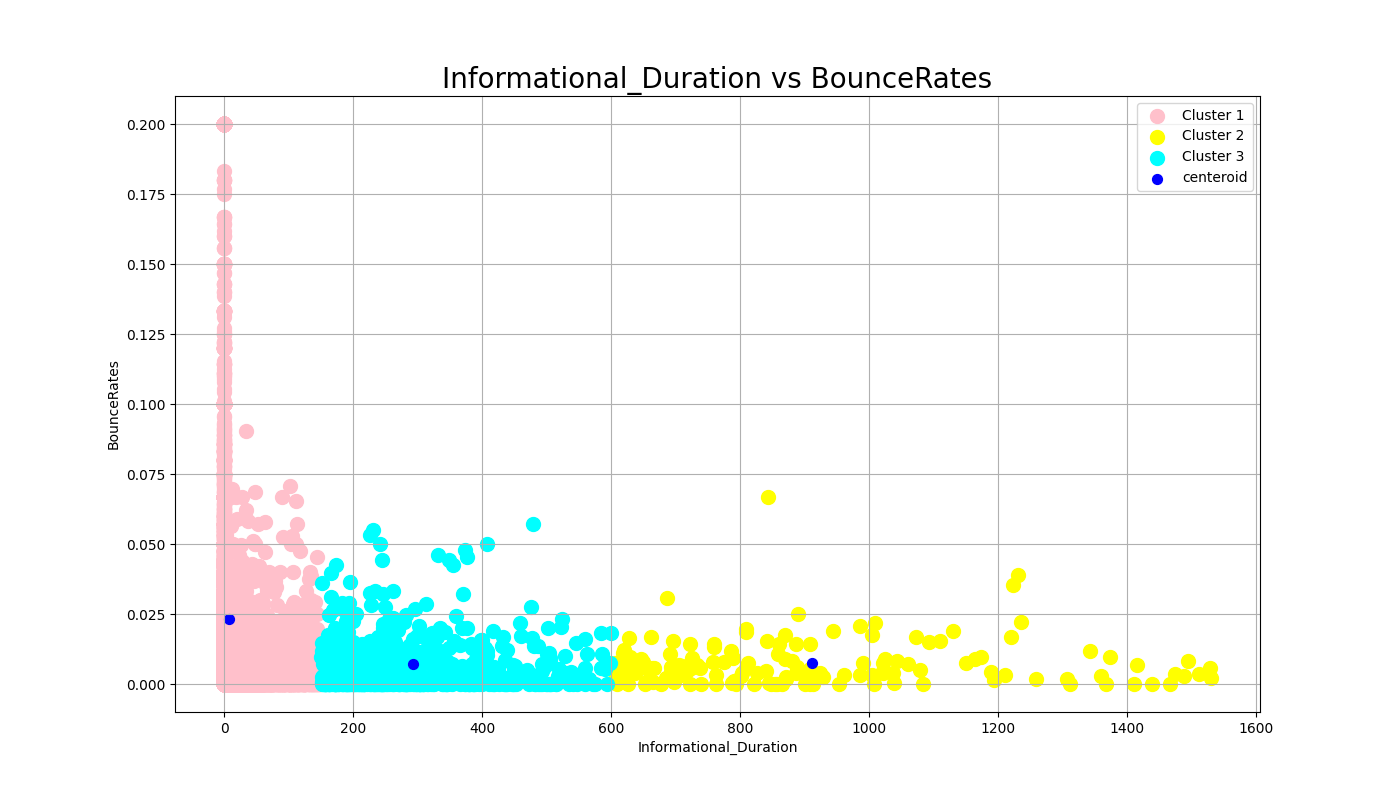 Informational_Duration vs BounceRates
Cluster 1
Cluster 2
Cluster 3
centeroid
BounceRates
0.200
0.175
0.150
0.125
0.100
0.075
0.050
0.025
0.000
0 200 400 600 800 1000 1200 1400 1600
Informational_Duration